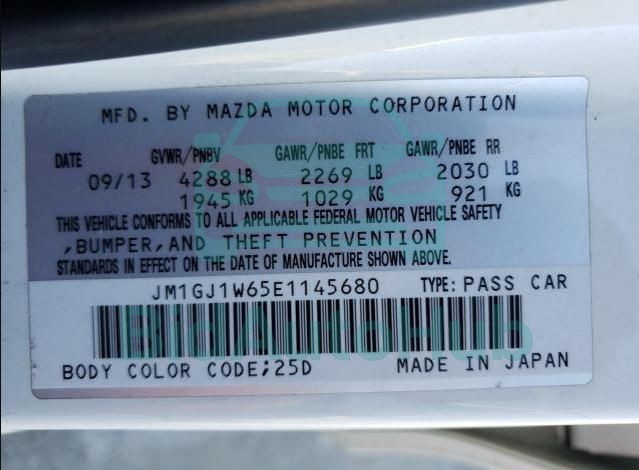 MFD. BY MAZDA MOTOR CORPORATION
DATE GVWR/PNBV GAWR/PNBE FRT GAWR/PNBE RR
09/13 4288 LB 2269 LB 2030 LB
1945 KG 1029 KG 921 KG
THIS VEHICLE CONFORMS TO ALL APPLICABLE FEDERAL MOTOR VEHICLE SAFETY
,BUMPER,AND THEFT PREVENTION
STANDARDS IN EFFECT ON THE DATE OF MANUFACTURE SHOWN ABOVE.
JM1GJ1W65E1145680 TYPE: PASS CAR
BidAutoHub
BODY COLOR CODE;25D MADE IN JAPAN